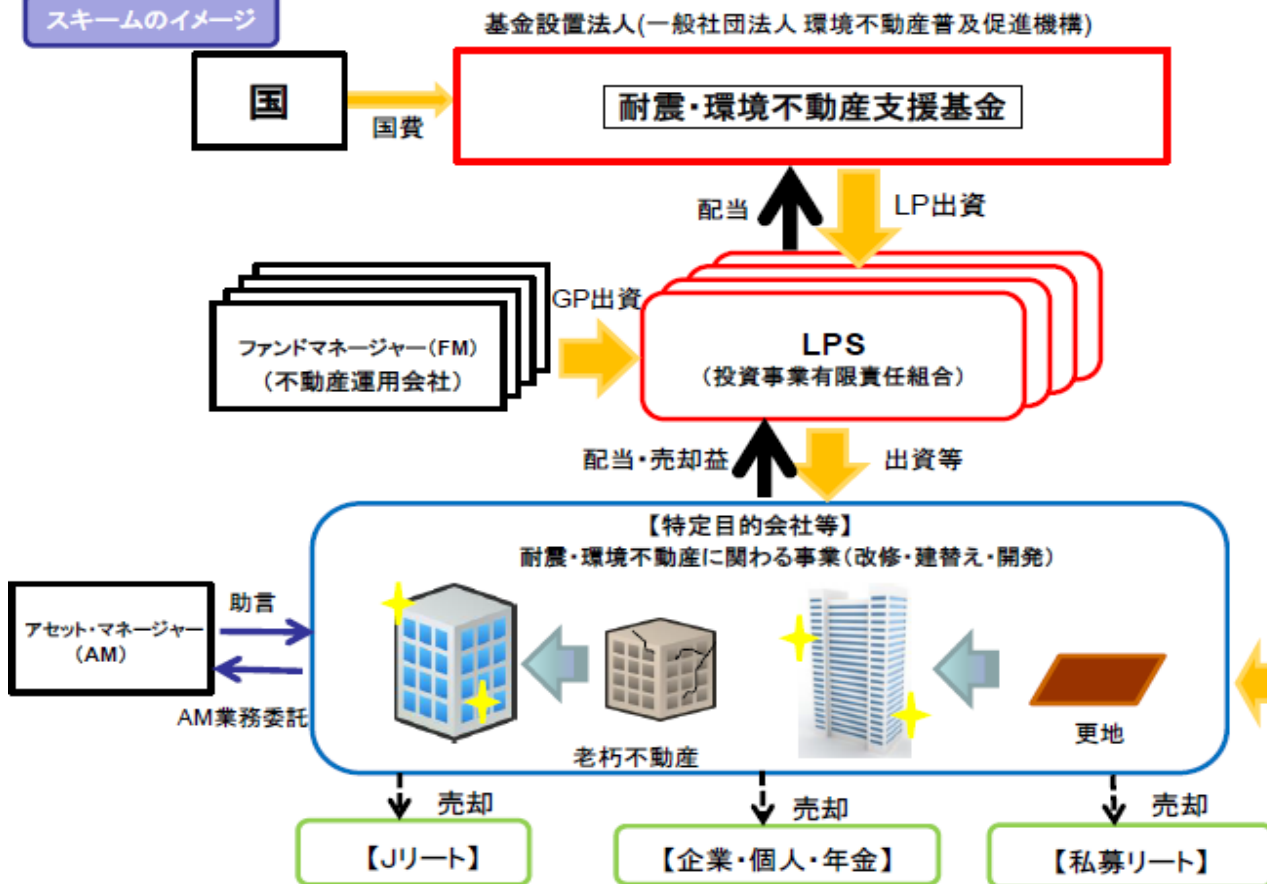 スキームのイメージ
基金設置法人(一般社団法人 環境不動産普及促進機構)
国
国費
耐震・環境不動産支援基金
配当
LP出資
GP出資
ファンドマネージャー(FM)
(不動産運用会社)
LPS
(投資事業有限責任組合)
配当・売却益
出資等
【特定目的会社等】
耐震・環境不動産に関わる事業(改修・建替え・開発)
アセット・マネージャー
(AM)
助言
AM業務委託
老朽不動産
更地
売却
売却
売却
【Jリート】
【企業・個人・年金】
【私募リート】